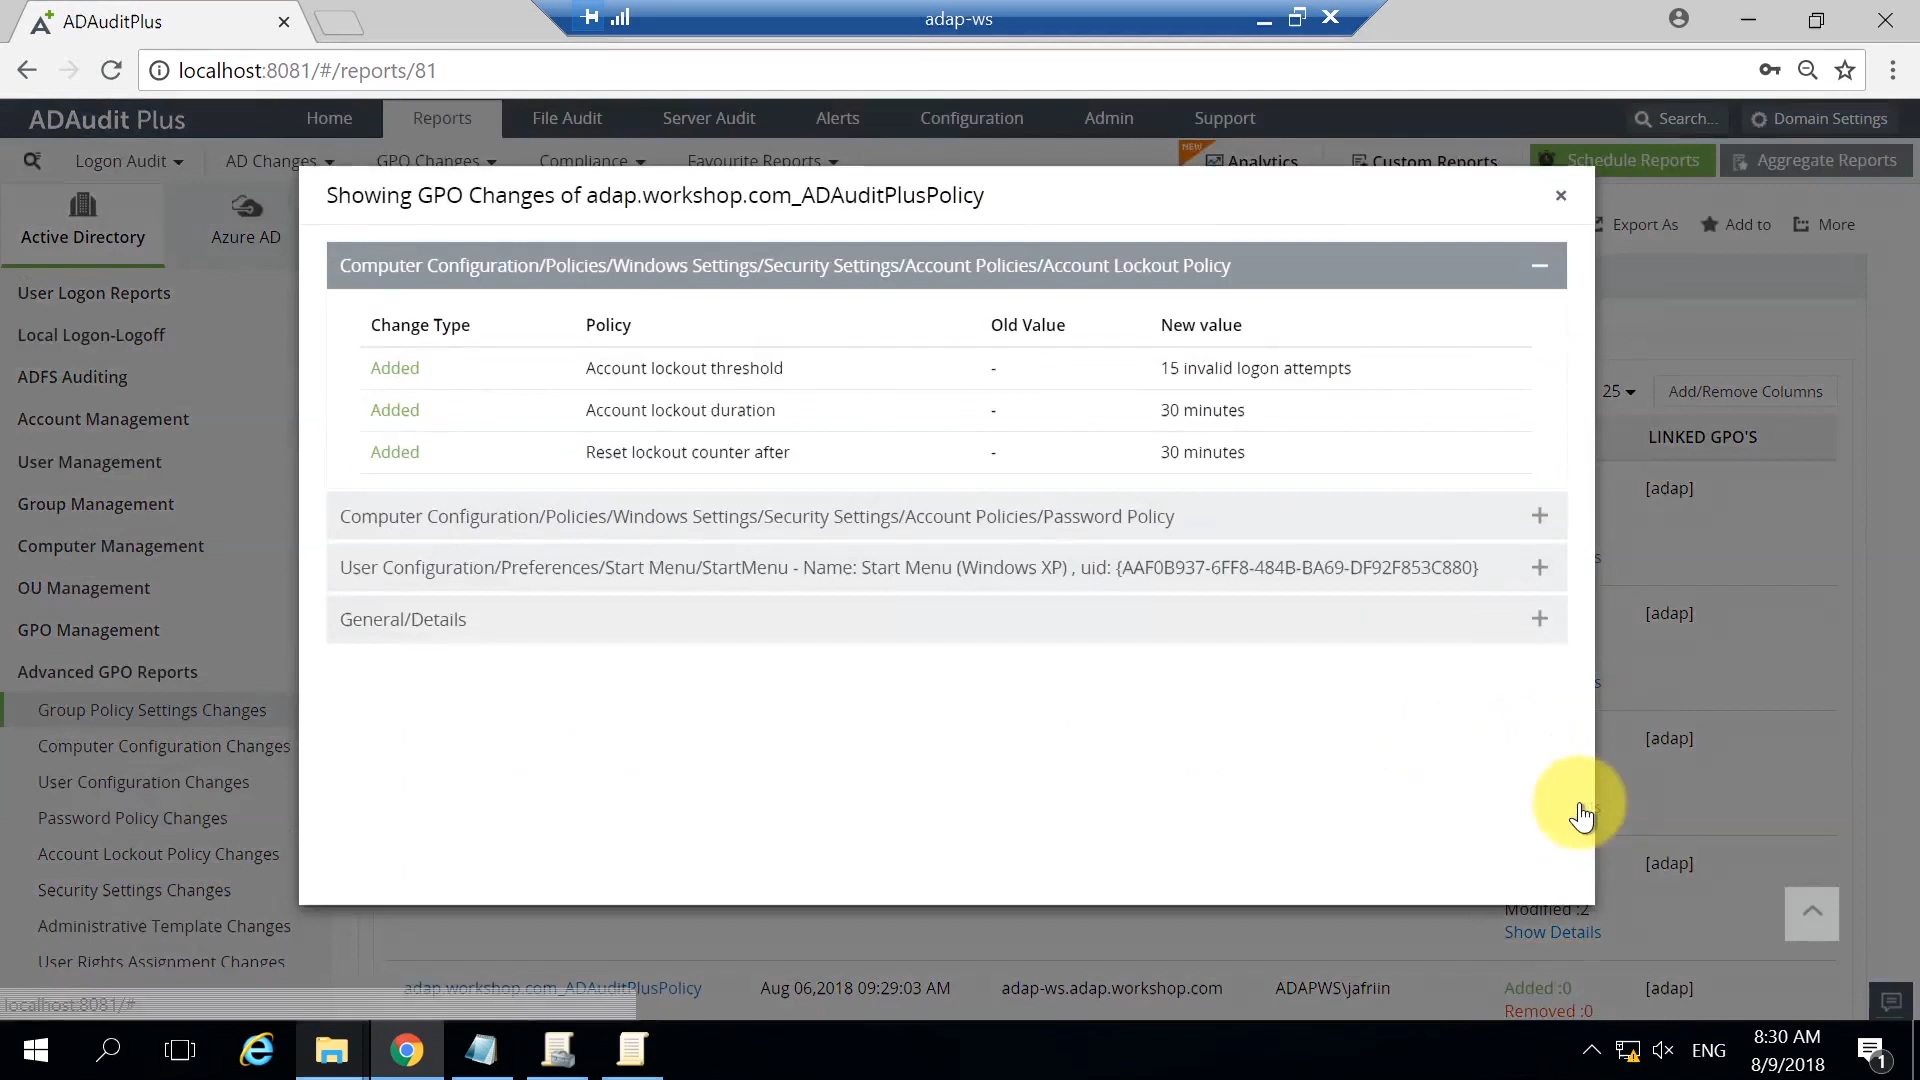 ADAuditPlus
adap-ws
localhost:8081/#/reports/81
ADAudit Plus
Home
Reports
File Audit
Server Audit
Alerts
Configuration
Admin
Support
Search...
Domain Settings
Logon Audit
AD Changes
GPO Changes
Compliance
Favourite Reports
NEW
Analytics
Custom Reports
Schedule Reports
Aggregate Reports
Active Directory
Azure AD
Export As
Add to
More
User Logon Reports
Local Logon-Logoff
ADFS Auditing
Account Management
User Management
Group Management
Computer Management
OU Management
GPO Management
Advanced GPO Reports
Group Policy Settings Changes
Computer Configuration Changes
User Configuration Changes
Password Policy Changes
Account Lockout Policy Changes
Security Settings Changes
Administrative Template Changes
User Rights Assignment Changes
localhost:8081/#
Showing GPO Changes of adap.workshop.com_ADAuditPlusPolicy
×
Computer Configuration/Policies/Windows Settings/Security Settings/Account Policies/Account Lockout Policy
Change Type Policy Old Value New value
Added Account lockout threshold - 15 invalid logon attempts
Added Account lockout duration - 30 minutes
Added Reset lockout counter after - 30 minutes
Computer Configuration/Policies/Windows Settings/Security Settings/Account Policies/Password Policy
User Configuration/Preferences/Start Menu/StartMenu - Name: Start Menu (Windows XP) , uid: {AAF0B937-6FF8-484B-BA69-DF92F853C880}
General/Details
25
Add/Remove Columns
LINKED GPO'S
[adap]
[adap]
[adap]
[adap]
Modified :2
Show Details
adap.workshop.com_ADAuditPlusPolicy Aug 06,2018 09:29:03 AM adap-ws.adap.workshop.com ADAPWS\jafriin Added :0 [adap]
Removed :0
ENG
8:30 AM
8/9/2018
1